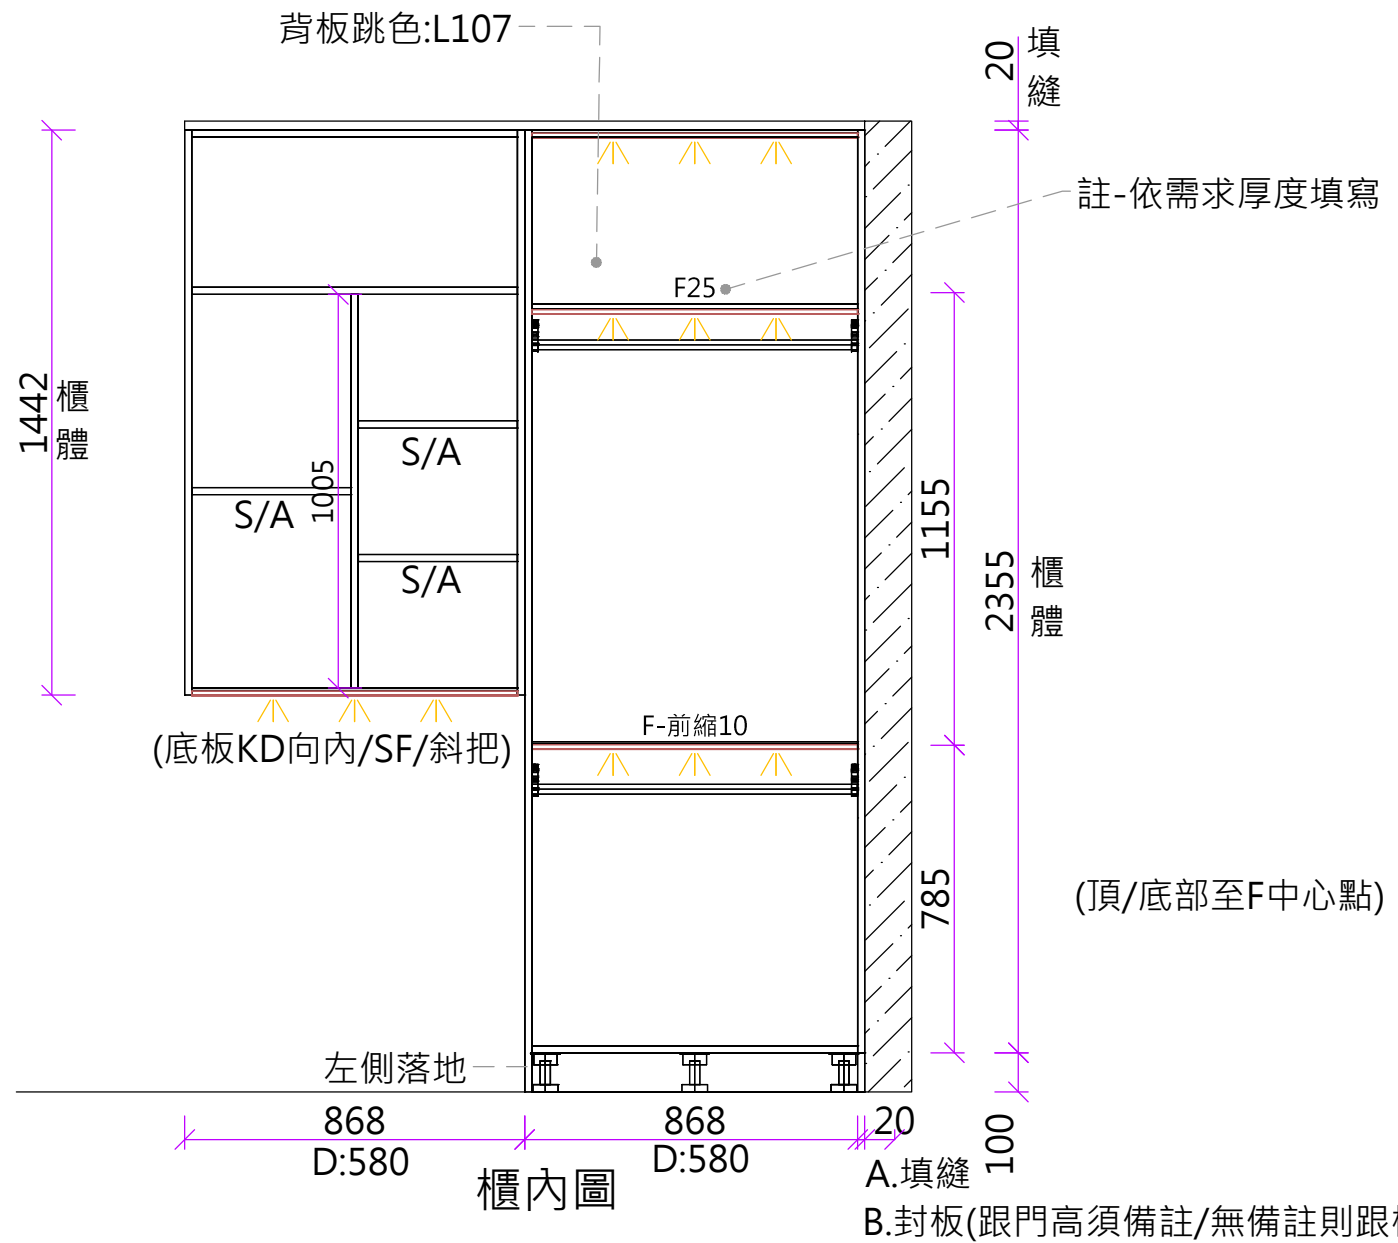 背板跳色:L107
20
填縫
註-依需求厚度填寫
F25
1442
櫃體
S/A
1005
S/A
S/A
1155
2355
櫃體
F-前縮10
(底板KD向內/SF/斜把)
785
(頂/底部至F中心點)
左側落地
868
868
20
D:580
D:580
100
櫃內圖
A.填縫
B.封板(跟門高須備註/無備註則跟